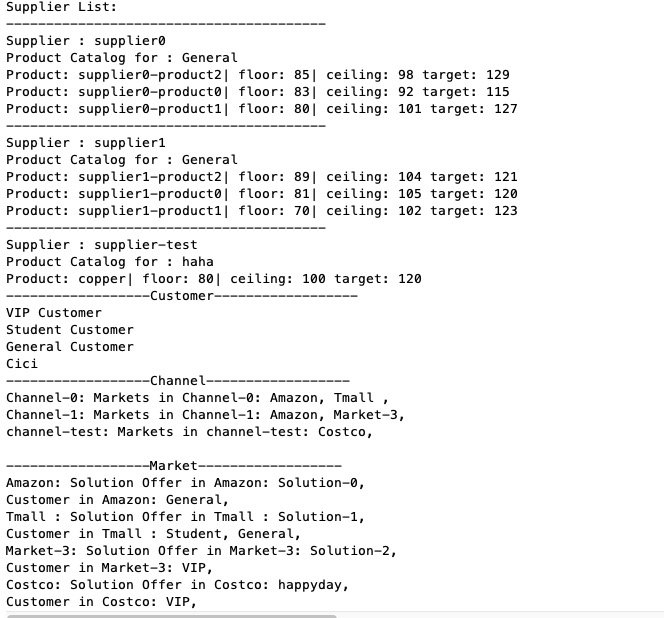 Supplier List:
----------------------------------------
Supplier : supplier0
Product Catalog for : General
Product: supplier0-product2| floor: 85| ceiling: 98 target: 129
Product: supplier0-product0| floor: 83| ceiling: 92 target: 115
Product: supplier0-product1| floor: 80| ceiling: 101 target: 127
----------------------------------------
Supplier : supplier1
Product Catalog for : General
Product: supplier1-product2| floor: 89| ceiling: 104 target: 121
Product: supplier1-product0| floor: 81| ceiling: 105 target: 120
Product: supplier1-product1| floor: 70| ceiling: 102 target: 123
----------------------------------------
Supplier : supplier-test
Product Catalog for : haha
Product: copper| floor: 80| ceiling: 100 target: 120
------------------Customer------------------
VIP Customer
Student Customer
General Customer
Cici
------------------Channel------------------
Channel-0: Markets in Channel-0: Amazon, Tmall ,
Channel-1: Markets in Channel-1: Amazon, Market-3,
channel-test: Markets in channel-test: Costco,

------------------Market------------------
Amazon: Solution Offer in Amazon: Solution-0,
Customer in Amazon: General,
Tmall : Solution Offer in Tmall : Solution-1,
Customer in Tmall : Student, General,
Market-3: Solution Offer in Market-3: Solution-2,
Customer in Market-3: VIP,
Costco: Solution Offer in Costco: happyday,
Customer in Costco: VIP,